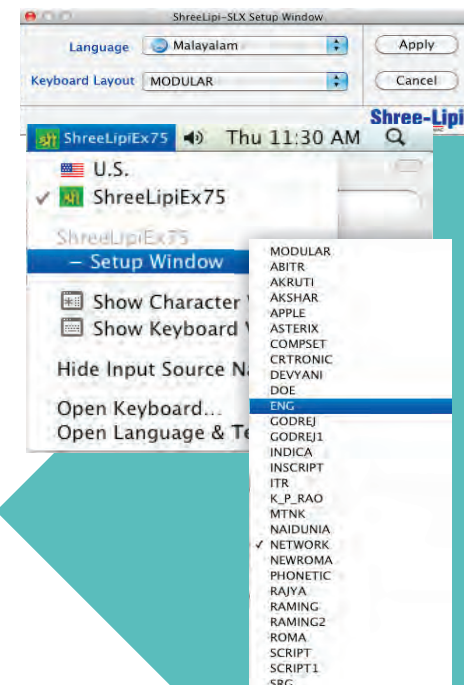 ShreeLipi-SLX Setup Window
Language Malayalam Apply
Keyboard Layout MODULAR Cancel
Shree-Lipi
श्री ShreeLipiEx75 Thu 11:30 AM
U.S.
✓ श्री ShreeLipiEx75
ShreeLipiEx75
– Setup Window
Show Character
Show Keyboard
Hide Input Source
Open Keyboard...
Open Language &
MODULAR
ABITR
AKRUTI
AKSHAR
APPLE
ASTERIX
COMPSET
CRTRONIC
DEVYANI
DOE
ENG
GODREJ
GODREJ1
INDICA
INSCRIPT
ITR
K_P_RAO
MTNK
NAIDUNIA
✓ NETWORK
NEWROMA
PHONETIC
RAJYA
RAMING
RAMING2
ROMA
SCRIPT
SCRIPT1
SRG